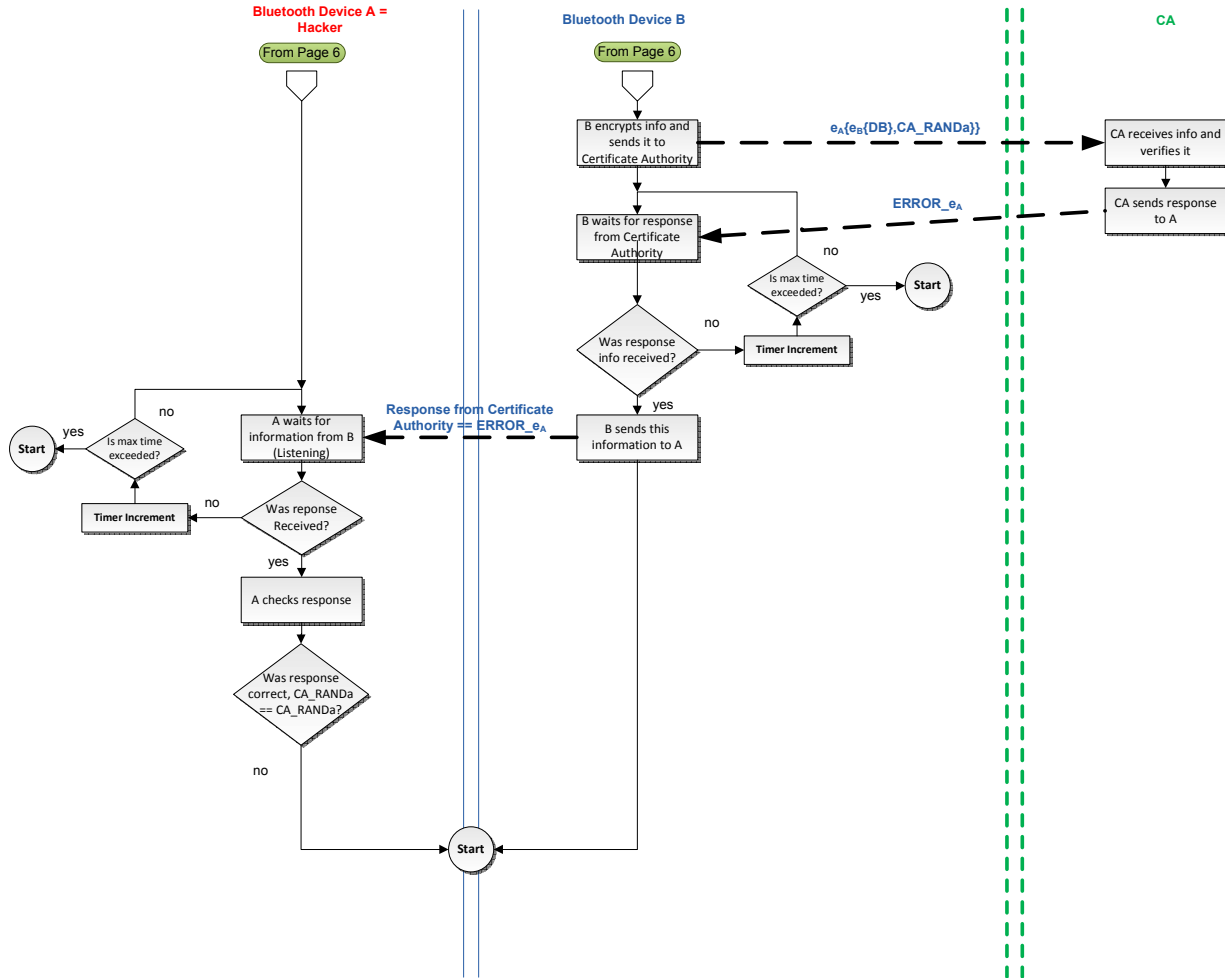 Bluetooth Device A =
Hacker
Bluetooth Device B
CA
From Page 6
From Page 6
B encrypts info and
sends it to
Certificate Authority
eA{eB{DB},CA_RANDa}}
CA receives info and
verifies it
ERROR_eA
CA sends response
to A
B waits for response
from Certificate
Authority
no
Is max time
exceeded?
yes
Start
Was response
info received?
no
Timer Increment
yes
Response from Certificate
Authority == ERROR_eA
B sends this
information to A
no
A waits for
information from B
(Listening)
yes
Start
Is max time
exceeded?
Was reponse
Received?
no
Timer Increment
yes
A checks response
Was response
correct, CA_RANDa
== CA_RANDa?
no
Start